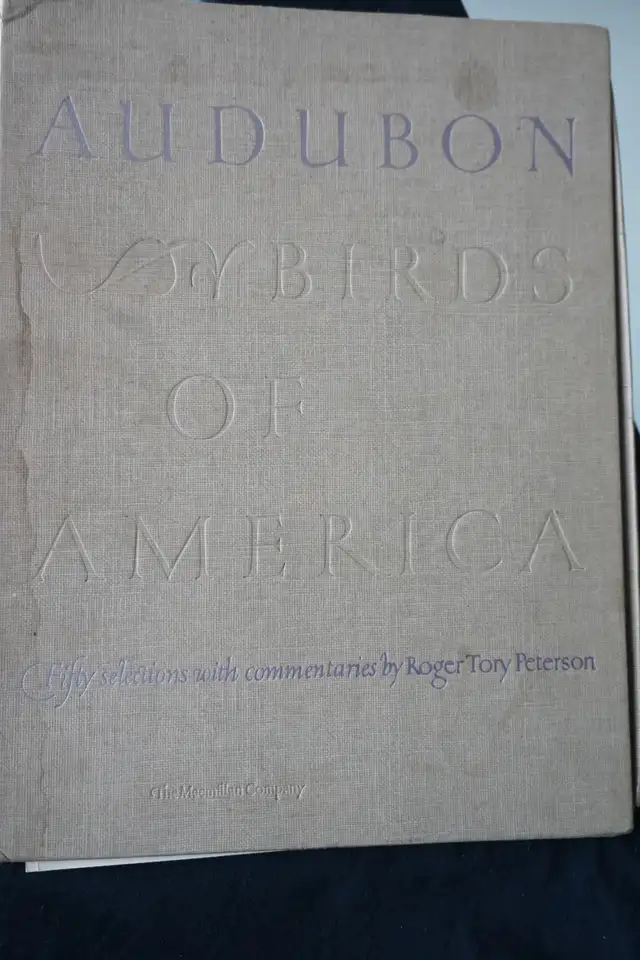 AUDUBON
BIRDS
OF
AMERICA
Fifty selections with commentaries by Roger Tory Peterson
The Macmillan Company